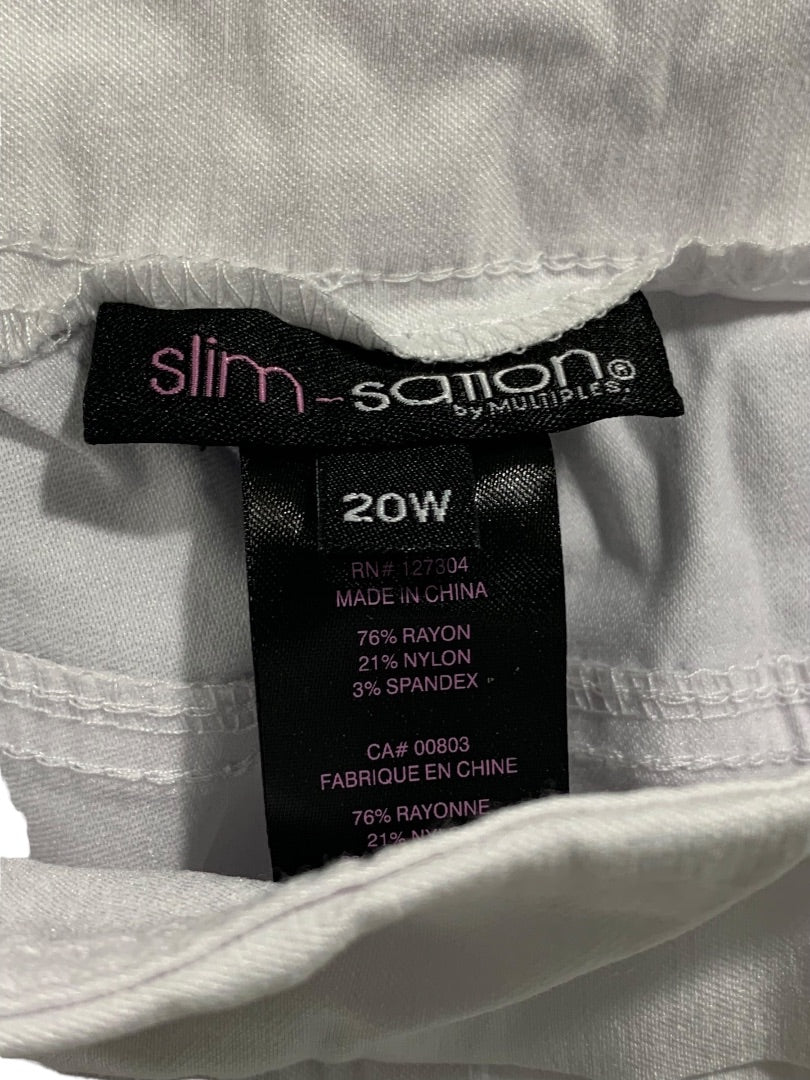 slim-sation®
by MULTIPLES.
20W
RN# 127304
MADE IN CHINA
76% RAYON
21% NYLON
3% SPANDEX
CA# 00803
FABRIQUE EN CHINE
76% RAYONNE
21%